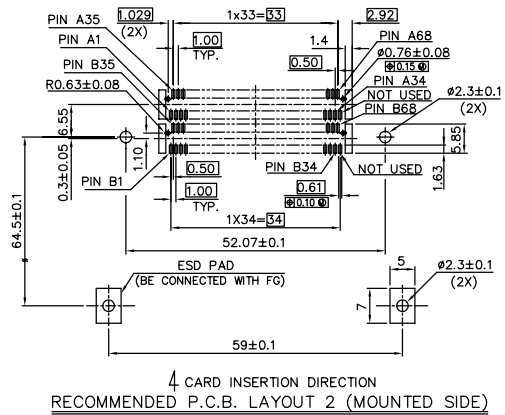 PIN A35
1.029
(2X)
1x33=33
2.92
PIN A1
1.00
TYP.
1.4
PIN A68
ø0.76±0.08
⌖0.15Ⓜ
PIN B35
0.50
PIN A34
R0.63±0.08
NOT USED
ø2.3±0.1
(2X)
PIN B68
6.55
0.3±0.05
1.10
5.85
1.63
PIN B1
0.50
PIN B34
NOT USED
1.00
TYP.
0.61
⌖0.10Ⓜ
1X34=34
64.5±0.1
52.07±0.1
ESD PAD
(BE CONNECTED WITH FG)
5
ø2.3±0.1
(2X)
7
59±0.1
CARD INSERTION DIRECTION
RECOMMENDED P.C.B. LAYOUT 2 (MOUNTED SIDE)